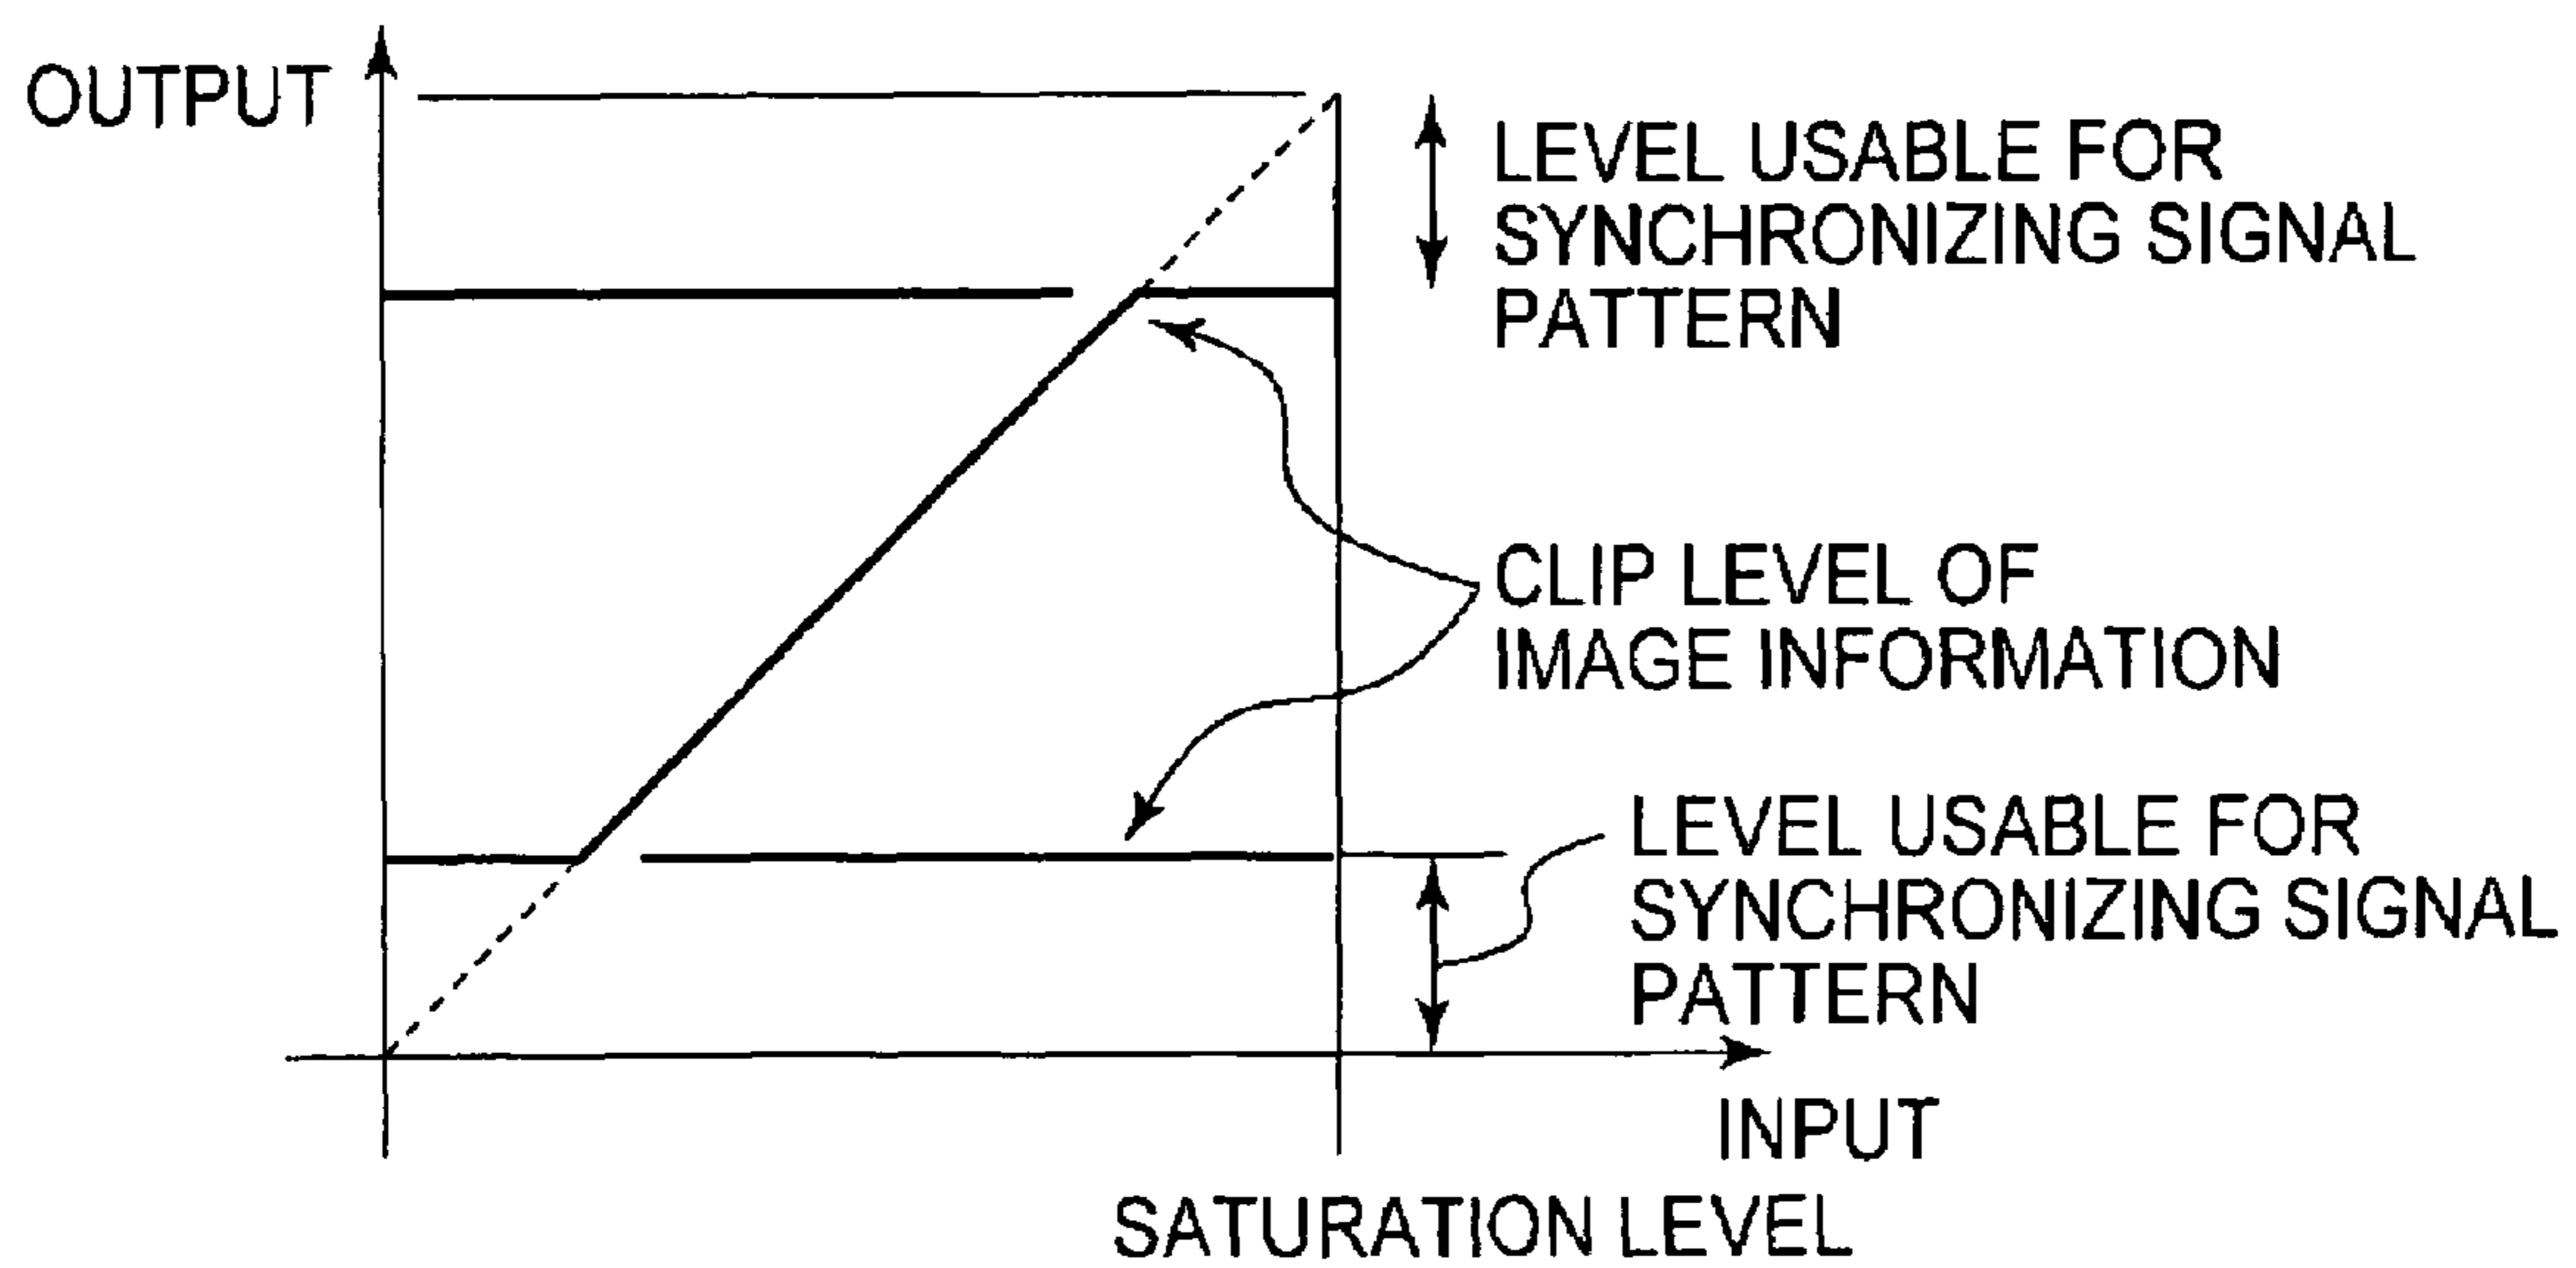 OUTPUT
LEVEL USABLE FOR
SYNCHRONIZING SIGNAL
PATTERN
CLIP LEVEL OF
IMAGE INFORMATION
LEVEL USABLE FOR
SYNCHRONIZING SIGNAL
PATTERN
INPUT
SATURATION LEVEL